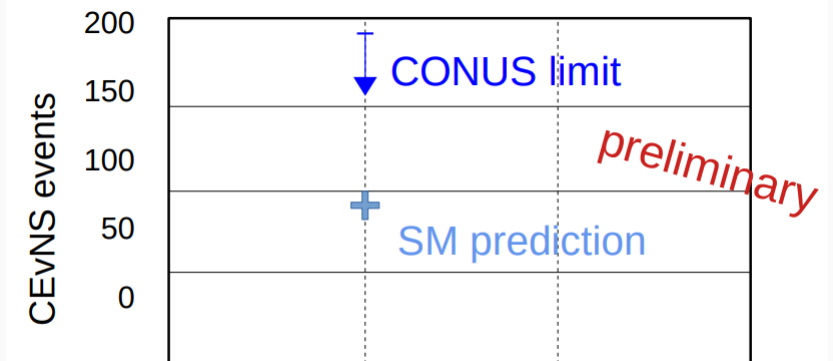 200
150
100
50
0
CEvNS events
CONUS limit
preliminary
SM prediction